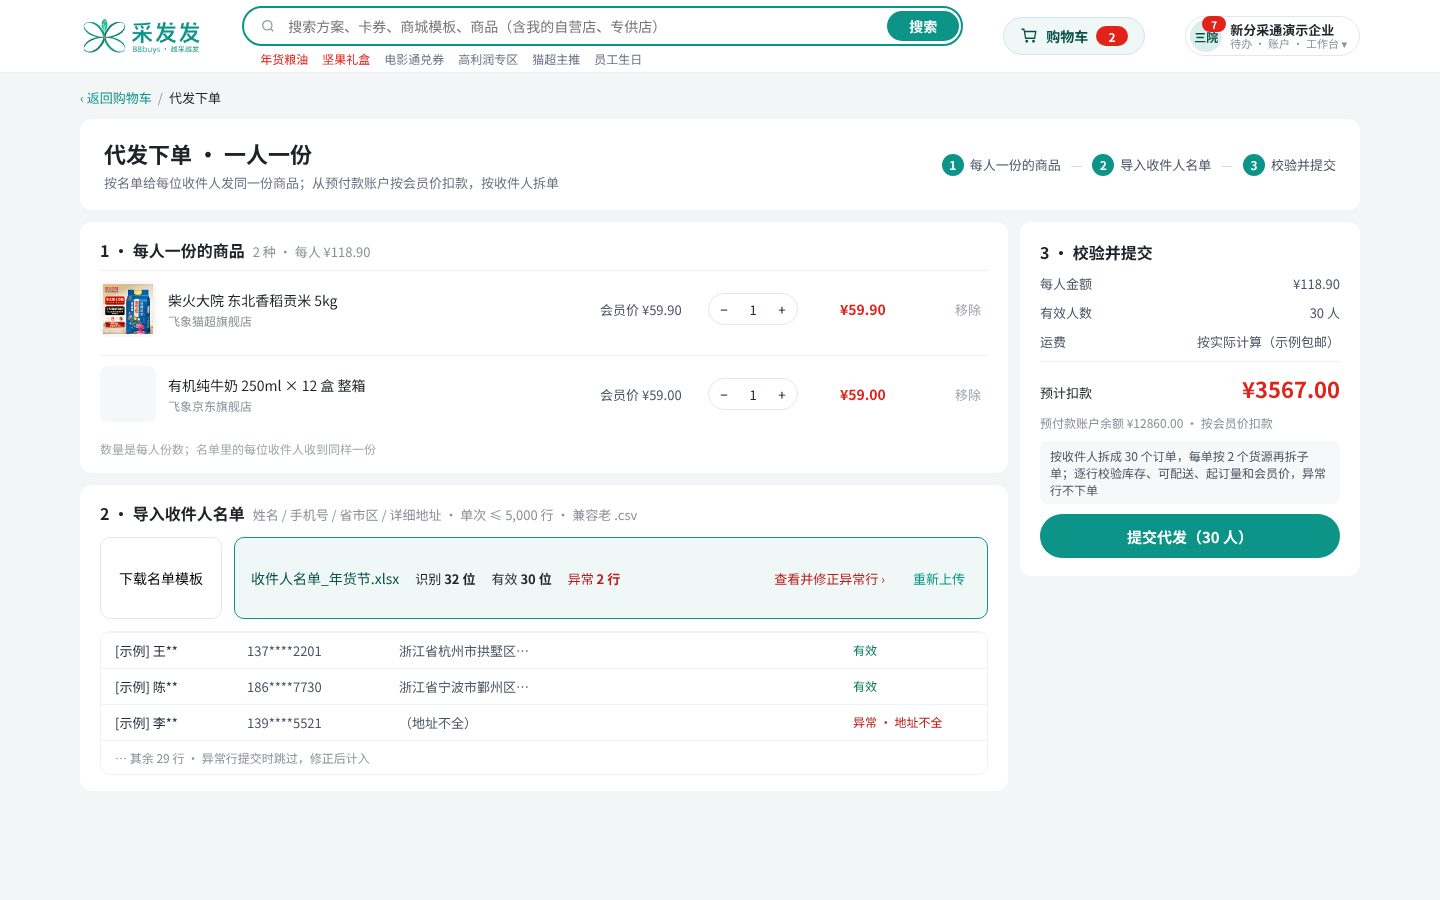 采发发
BBbuys · 越采越发
搜索方案、卡券、商城模板、商品（含我的自营店、专供店）
搜索
年货粮油 坚果礼盒 电影通兑券 高利润专区 猫超主推 员工生日
购物车 2
三院
7
新分采通演示企业
待办 · 账户 · 工作台 ▾
‹ 返回购物车 / 代发下单
代发下单 · 一人一份
按名单给每位收件人发同一份商品；从预付款账户按会员价扣款，按收件人拆单
1 每人一份的商品 — 2 导入收件人名单 — 3 校验并提交
1 · 每人一份的商品 2 种 · 每人 ¥118.90
柴火大院 东北香稻贡米 5kg
飞象猫超旗舰店
会员价 ¥59.90 − 1 + ¥59.90 移除
有机纯牛奶 250ml × 12 盒 整箱
飞象京东旗舰店
会员价 ¥59.00 − 1 + ¥59.00 移除
数量是每人份数；名单里的每位收件人收到同样一份
2 · 导入收件人名单 姓名 / 手机号 / 省市区 / 详细地址 · 单次 ≤ 5,000 行 · 兼容老 .csv
下载名单模板
收件人名单_年货节.xlsx 识别 32 位 有效 30 位 异常 2 行 查看并修正异常行 › 重新上传
[示例] 王** 137****2201 浙江省杭州市拱墅区… 有效
[示例] 陈** 186****7730 浙江省宁波市鄞州区… 有效
[示例] 李** 139****5521 （地址不全） 异常 · 地址不全
… 其余 29 行 · 异常行提交时跳过，修正后计入
3 · 校验并提交
每人金额 ¥118.90
有效人数 30 人
运费 按实际计算（示例包邮）
预计扣款 ¥3567.00
预付款账户余额 ¥12860.00 · 按会员价扣款
按收件人拆成 30 个订单，每单按 2 个货源再拆子
单；逐行校验库存、可配送、起订量和会员价，异常
行不下单
提交代发（30 人）